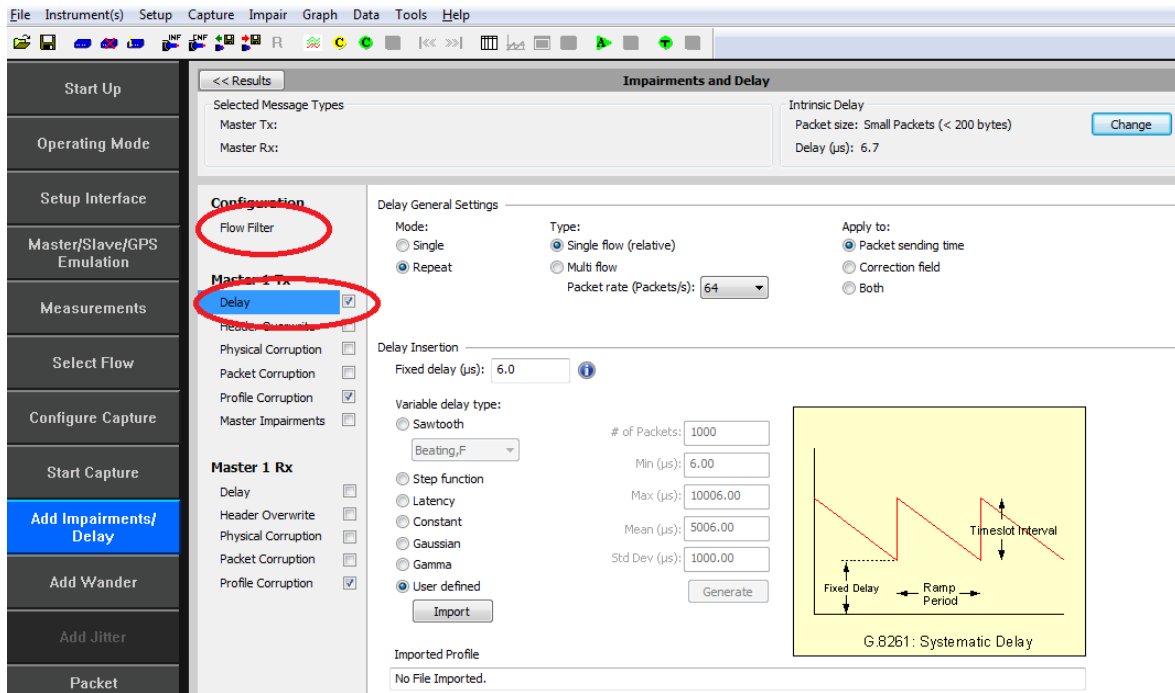 File Instrument(s) Setup Capture Impair Graph Data Tools Help
INF CNF R C C A T
Start Up
Operating Mode
Setup Interface
Master/Slave/GPS
Emulation
Measurements
Select Flow
Configure Capture
Start Capture
Add Impairments/
Delay
Add Wander
Add Jitter
Packet
<< Results
Impairments and Delay
Selected Message Types
Master Tx:
Master Rx:
Intrinsic Delay
Packet size: Small Packets (< 200 bytes)
Change
Delay (µs): 6.7
Configuration
Flow Filter
Master 1 Tx
Delay
Header Overwrite
Physical Corruption
Packet Corruption
Profile Corruption
Master Impairments
Master 1 Rx
Delay
Header Overwrite
Physical Corruption
Packet Corruption
Profile Corruption
Delay General Settings
Mode:
Single
Repeat
Type:
Single flow (relative)
Multi flow
Packet rate (Packets/s): 64
Apply to:
Packet sending time
Correction field
Both
Delay Insertion
Fixed delay (µs): 6.0
Variable delay type:
Sawtooth
Beating,F
Step function
Latency
Constant
Gaussian
Gamma
User defined
Import
# of Packets: 1000
Min (µs): 6.00
Max (µs): 10006.00
Mean (µs): 5006.00
Std Dev (µs): 1000.00
Generate
Timeslot Interval
Fixed Delay
Ramp
Period
G.8261: Systematic Delay
Imported Profile
No File Imported.